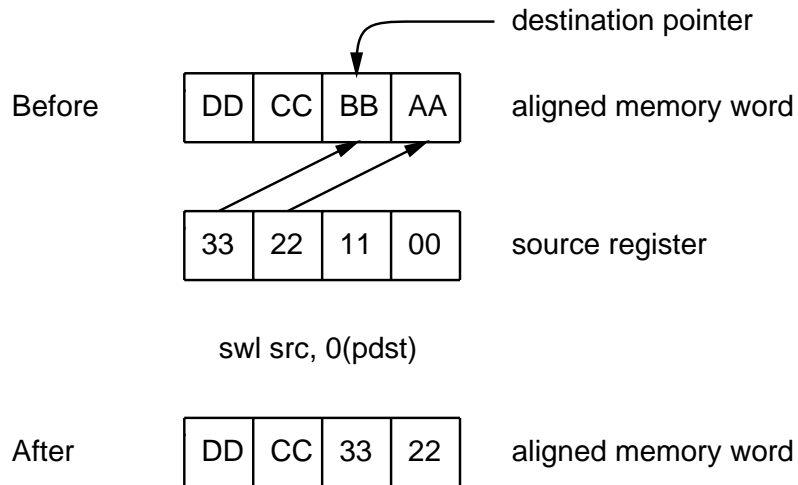 destination pointer
Before DD CC BB AA aligned memory word
33 22 11 00 source register
swl src, 0(pdst)
After DD CC 33 22 aligned memory word